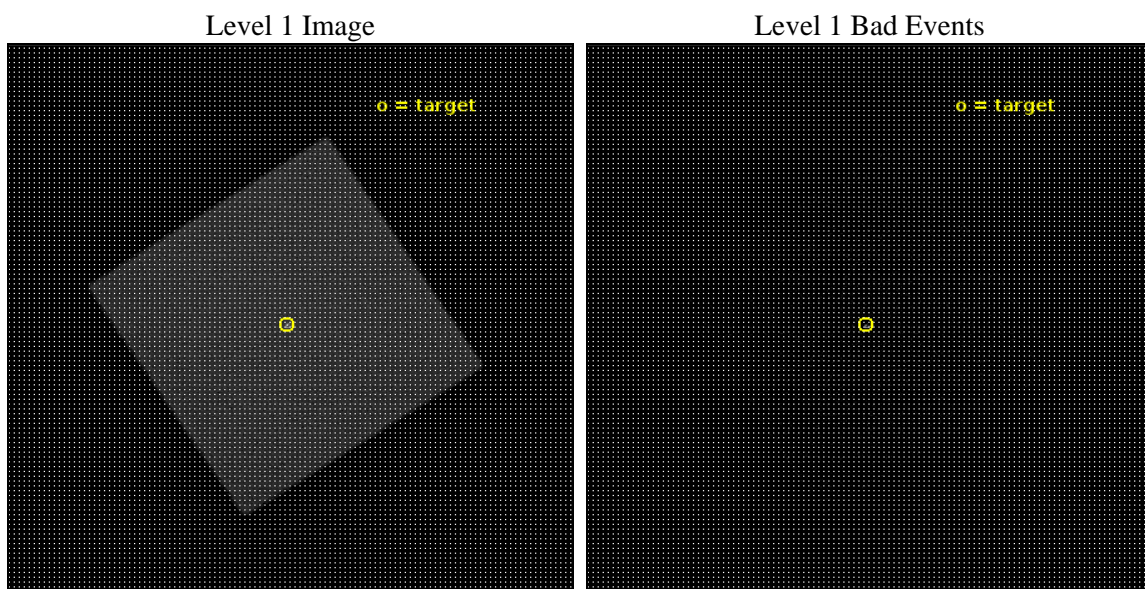 Level 1 Image
Level 1 Bad Events
o = target
o = target